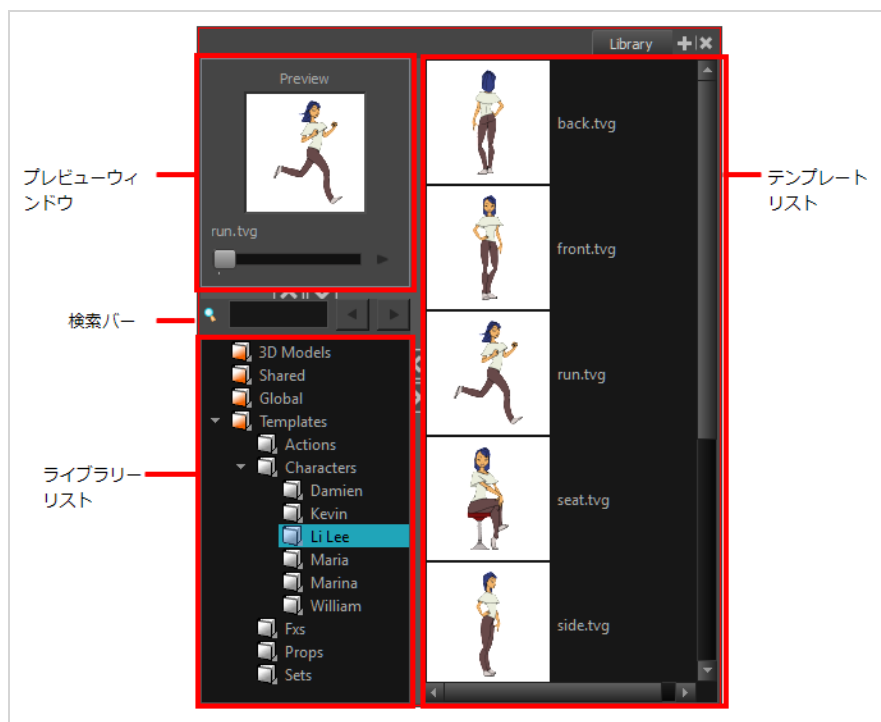 Library
Preview
run.tvg
プレビューウィ
ンドウ
検索バー
3D Models
Shared
Global
Templates
Actions
Characters
Damien
Kevin
Li Lee
Maria
Marina
William
Fxs
Props
Sets
ライブラリー
リスト
back.tvg
front.tvg
run.tvg
seat.tvg
side.tvg
テンプレート
リスト